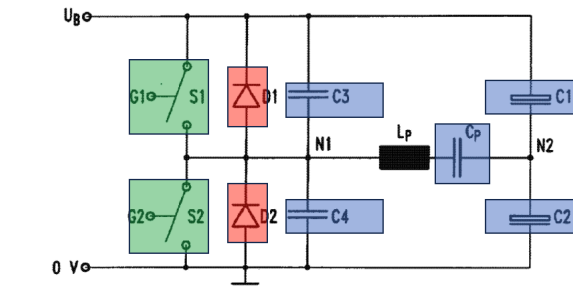 UB
G1 S1 D1 C3 C1
N1 LP CP N2
G2 S2 D2 C4 C2
0 V